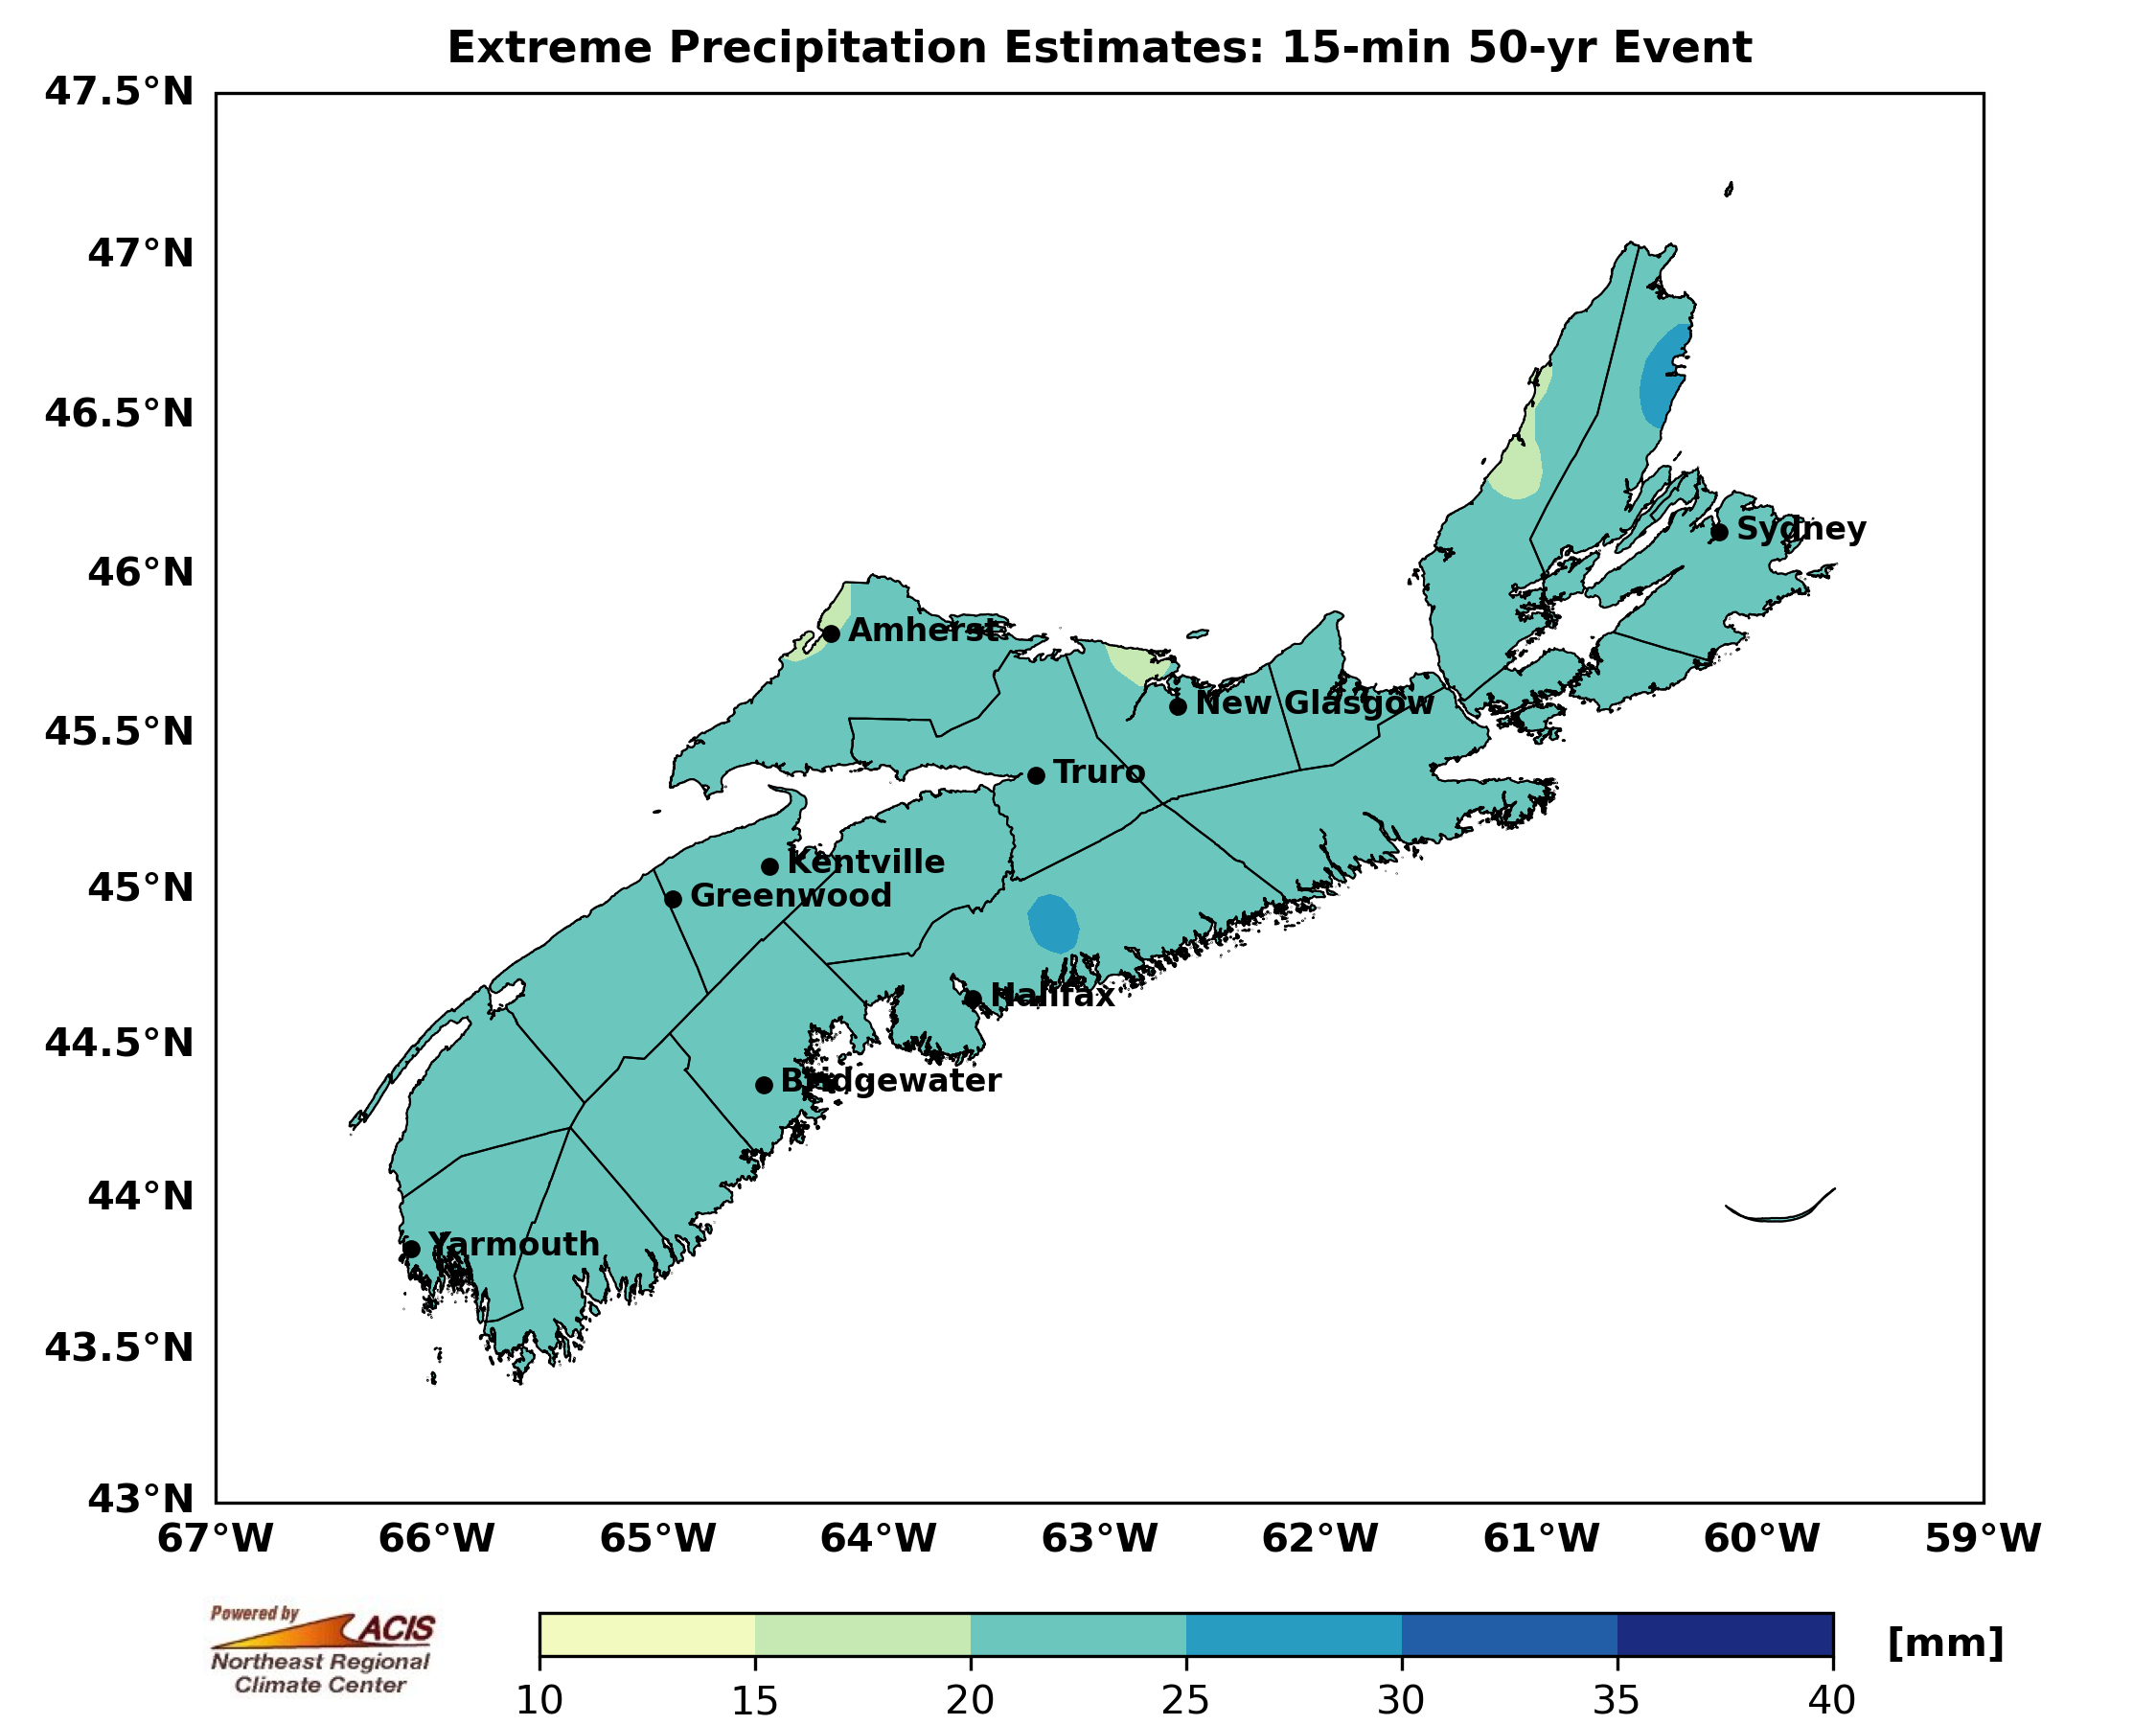 Extreme Precipitation Estimates: 15-min 50-yr Event
47.5°N
47°N
46.5°N
46°N
45.5°N
45°N
44.5°N
44°N
43.5°N
43°N
Sydney
Amherst
New Glasgow
Truro
Kentville
Greenwood
Halifax
Bridgewater
Yarmouth
67°W 66°W 65°W 64°W 63°W 62°W 61°W 60°W 59°W
Powered by
ACIS
Northeast Regional
Climate Center
[mm]
10 15 20 25 30 35 40